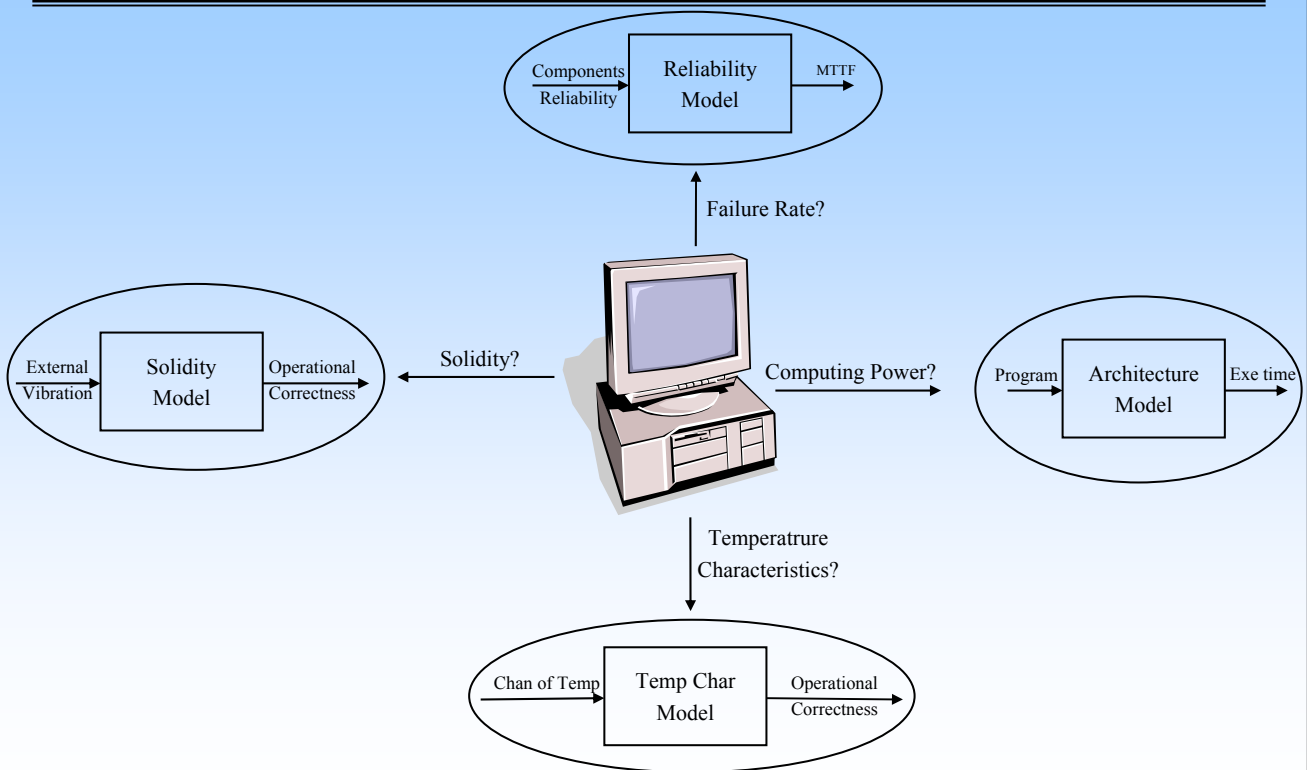 Components
Reliability
Reliability
Model
MTTF
Failure Rate?
External
Vibration
Solidity
Model
Operational
Correctness
Solidity?
Computing Power?
Program
Architecture
Model
Exe time
Temperatrure
Characteristics?
Chan of Temp
Temp Char
Model
Operational
Correctness